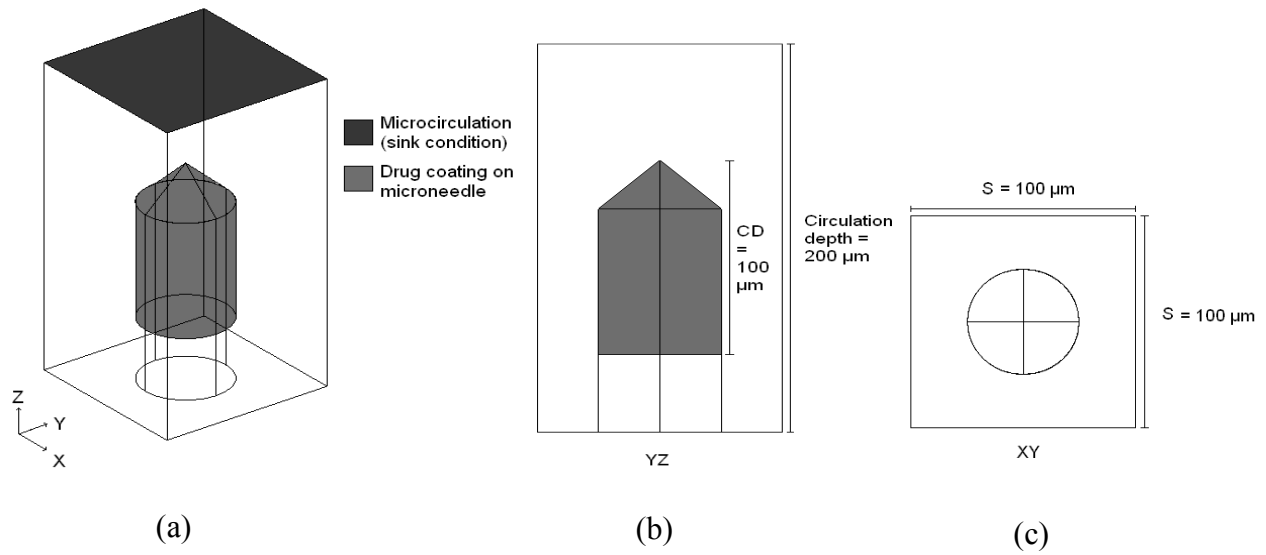 Microcirculation
(sink condition)
Drug coating on
microneedle
Z
Y
X
(a)
CD
=
100
µm
Circulation
depth =
200 µm
YZ
(b)
S = 100 µm
S = 100 µm
XY
(c)